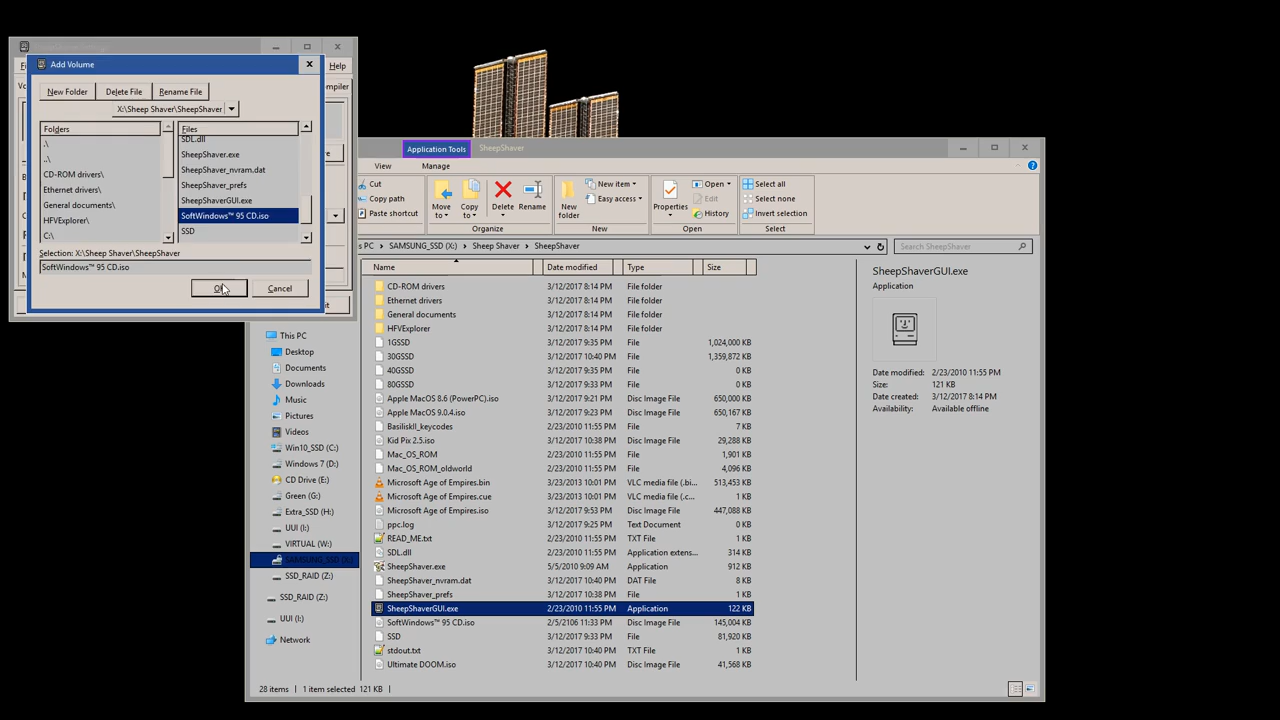 Add Volume
Help
New Folder Delete File Rename File
X:\Sheep Shaver\SheepShaver
Folders
.\
..\
CD-ROM drivers\
Ethernet drivers\
General documents\
HFVExplorer\
C:\
Files
SDL.dll
SheepShaver.exe
SheepShaver_nvram.dat
SheepShaver_prefs
SheepShaverGUI.exe
SoftWindows™ 95 CD.iso
SSD
Selection: X:\Sheep Shaver\SheepShaver
SoftWindows™ 95 CD.iso
Cancel
Application Tools SheepShaver
View Manage
Cut
Copy path
Paste shortcut
Move to
Copy to
Delete
Rename
Organize
New folder
New item
Easy access
New
Properties
Open
Edit
History
Open
Select all
Select none
Invert selection
Select
PC > SAMSUNG_SSD (X:) > Sheep Shaver > SheepShaver
Search SheepShaver
Name Date modified Type Size
CD-ROM drivers 3/12/2017 8:14 PM File folder
Ethernet drivers 3/12/2017 8:14 PM File folder
General documents 3/12/2017 8:14 PM File folder
HFVExplorer 3/12/2017 8:14 PM File folder
1GSSD 3/12/2017 9:35 PM File 1,024,000 KB
30GSSD 3/12/2017 10:40 PM File 1,359,872 KB
40GSSD 3/12/2017 9:35 PM File 0 KB
80GSSD 3/12/2017 9:33 PM File 0 KB
Apple MacOS 8.6 (PowerPC).iso 3/12/2017 9:21 PM Disc Image File 650,000 KB
Apple MacOS 9.0.4.iso 3/12/2017 9:23 PM Disc Image File 650,167 KB
BasiliskII_keycodes 2/23/2010 11:55 PM File 7 KB
Kid Pix 2.5.iso 3/12/2017 10:38 PM Disc Image File 29,288 KB
Mac_OS_ROM 2/23/2010 11:55 PM File 1,901 KB
Mac_OS_ROM_oldworld 2/23/2010 11:55 PM File 4,096 KB
Microsoft Age of Empires.bin 3/23/2013 10:01 PM VLC media file (.bi... 513,453 KB
Microsoft Age of Empires.cue 3/23/2013 10:01 PM VLC media file (.c... 1 KB
Microsoft Age of Empires.iso 3/12/2017 9:53 PM Disc Image File 447,088 KB
ppc.log 3/12/2017 9:25 PM Text Document 0 KB
READ_ME.txt 2/23/2010 11:55 PM TXT File 1 KB
SDL.dll 2/23/2010 11:55 PM Application exten... 314 KB
SheepShaver.exe 5/5/2010 9:09 AM Application 912 KB
SheepShaver_nvram.dat 3/12/2017 10:40 PM DAT File 8 KB
SheepShaver_prefs 3/12/2017 10:38 PM File 1 KB
SheepShaverGUI.exe 2/23/2010 11:55 PM Application 122 KB
SoftWindows™ 95 CD.iso 2/5/2106 11:33 PM Disc Image File 145,004 KB
SSD 3/12/2017 10:40 PM File 81,920 KB
stdout.txt 3/12/2017 10:40 PM TXT File 1 KB
Ultimate DOOM.iso 3/12/2017 10:40 PM Disc Image File 41,568 KB
This PC
Desktop
Documents
Downloads
Music
Pictures
Videos
Win10_SSD (C:)
Windows 7 (D:)
CD Drive (E:)
Green (G:)
Extra_SSD (H:)
UUI (I:)
VIRTUAL (W:)
SAMSUNG_SSD (X:)
SSD_RAID (Z:)
SSD_RAID (Z:)
UUI (I:)
Network
SheepShaverGUI.exe
Application
Date modified: 2/23/2010 11:55 PM
Size: 121 KB
Date created: 3/12/2017 8:14 PM
Availability: Available offline
28 items 1 item selected 121 KB